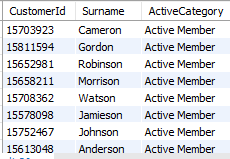 CustomerId Surname ActiveCategory
15703923 Cameron Active Member
15811594 Gordon Active Member
15652981 Robinson Active Member
15658211 Morrison Active Member
15708362 Watson Active Member
15578098 Jamieson Active Member
15752467 Johnson Active Member
15613048 Anderson Active Member